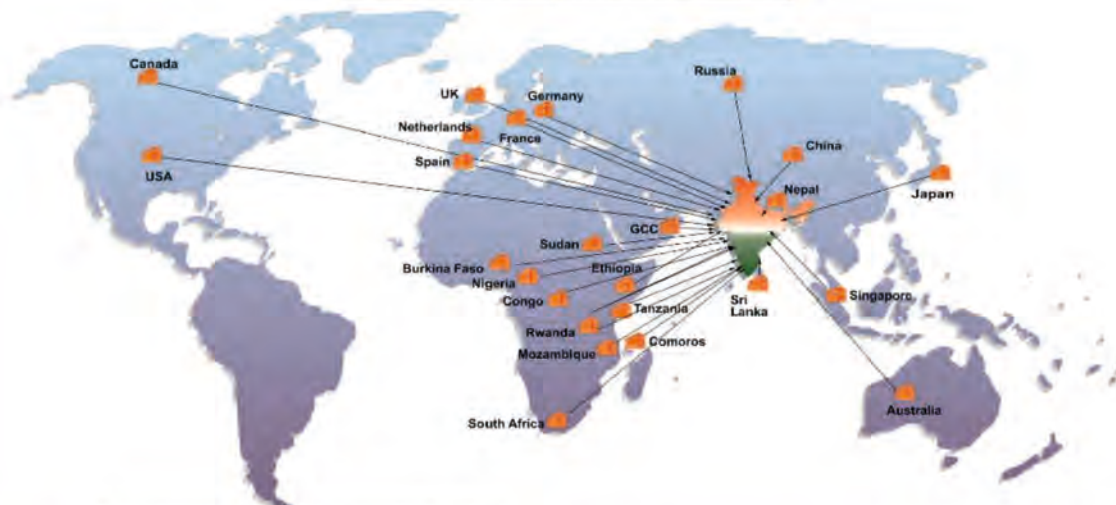 Canada
Russia
UK
Germany
Netherlands
France
China
Spain
USA
Nepal
Japan
GCC
Sudan
Burkina Faso
Ethiopia
Nigeria
Congo
Sri
Lanka
Singapore
Tanzania
Rwanda
Comoros
Mozambique
Australia
South Africa